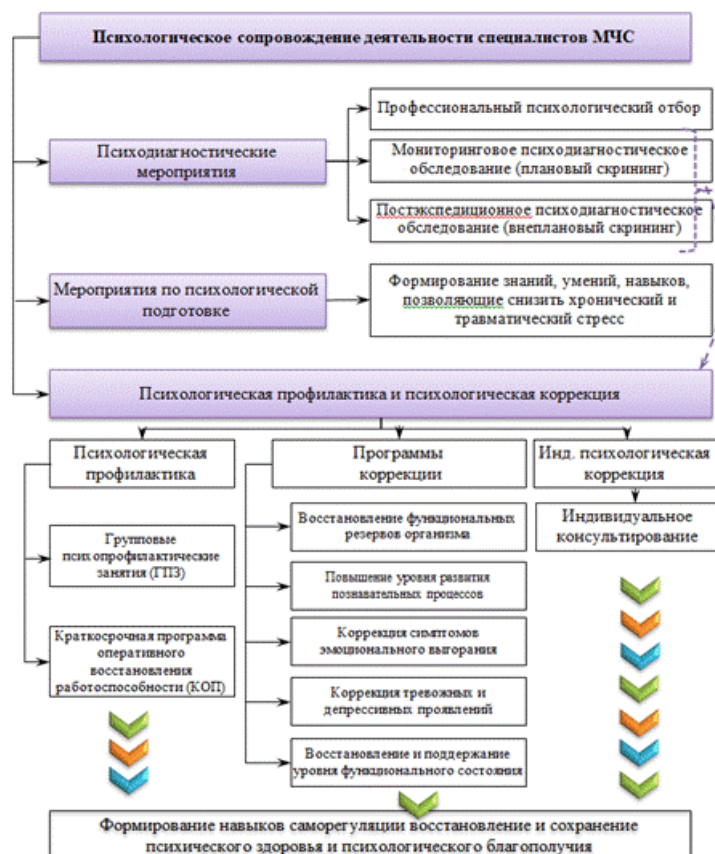 Психологическое сопровождение деятельности специалистов МЧС
Психодиагностические
мероприятия
Профессиональный психологический отбор
Мониторинговое психодиагностическое
обследование (плановый скрининг)
Постэкспедиционное психодиагностическое
обследование (внеплановый скрининг)
Мероприятия по психологической
подготовке
Формирование знаний, умений, навыков,
позволяющие снизить хронический и
травматический стресс
Психологическая профилактика и психологическая коррекция
Психологическая
профилактика
Групповые
психопрофилактические
занятия (ГПЗ)
Краткосрочная программа
оперативного
восстановления
работоспособности (КОП)
Программы
коррекции
Восстановление функциональных
резервов организма
Повышение уровня развития
познавательных процессов
Коррекция симптомов
эмоционального выгорания
Коррекция тревожных и
депрессивных проявлений
Восстановление и поддержание
уровня функционального состояния
Инд. психологическая
коррекция
Индивидуальное
консультирование
Формирование навыков саморегуляции восстановление и сохранение
психического здоровья и психологического благополучия